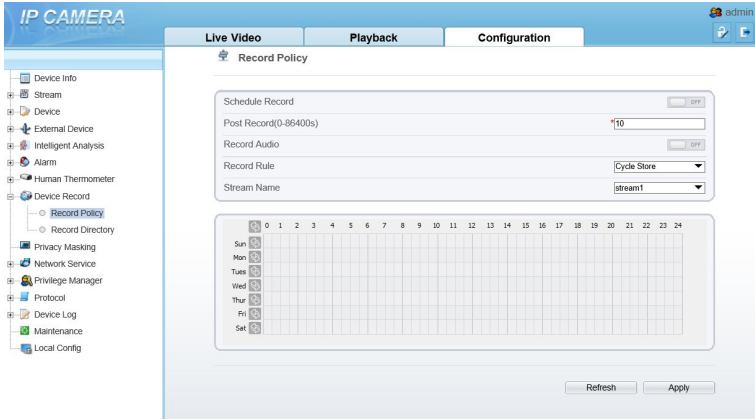 IP CAMERA
admin
Live Video Playback Configuration
Record Policy
Device Info
Stream
Device
External Device
Intelligent Analysis
Alarm
Human Thermometer
Device Record
Record Policy
Record Directory
Privacy Masking
Network Service
Privilege Manager
Protocol
Device Log
Maintenance
Local Config
Schedule Record OFF
Post Record(0-86400s) *10
Record Audio OFF
Record Rule Cycle Store
Stream Name stream1
0 1 2 3 4 5 6 7 8 9 10 11 12 13 14 15 16 17 18 19 20 21 22 23 24
Sun
Mon
Tues
Wed
Thur
Fri
Sat
Refresh Apply